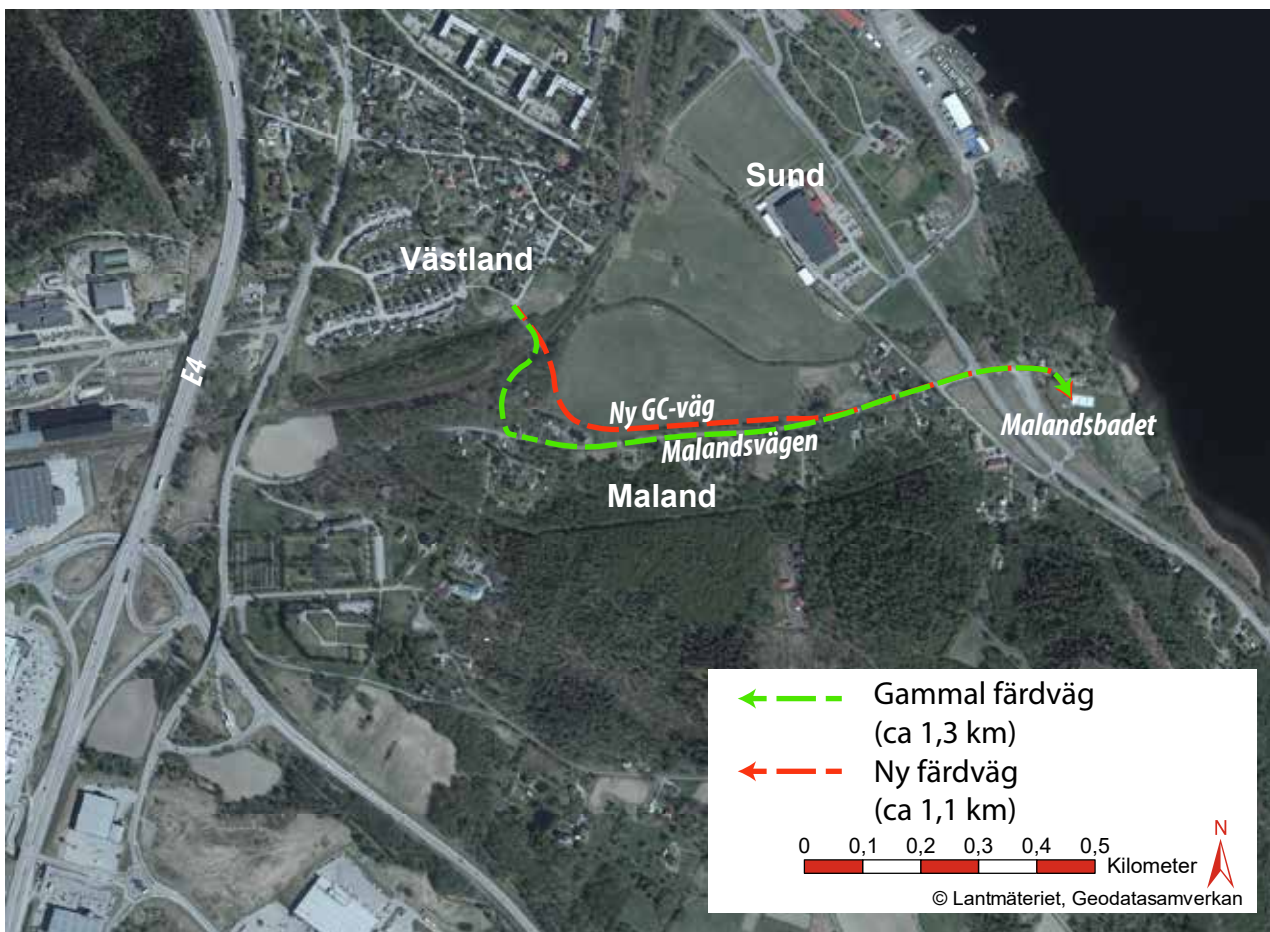 Sund
Västland
E4
Ny GC-väg
Malandsvägen
Malandsbadet
Maland
Gammal färdväg
(ca 1,3 km)
Ny färdväg
(ca 1,1 km)
N
0 0,1 0,2 0,3 0,4 0,5
Kilometer
© Lantmäteriet, Geodatasamverkan